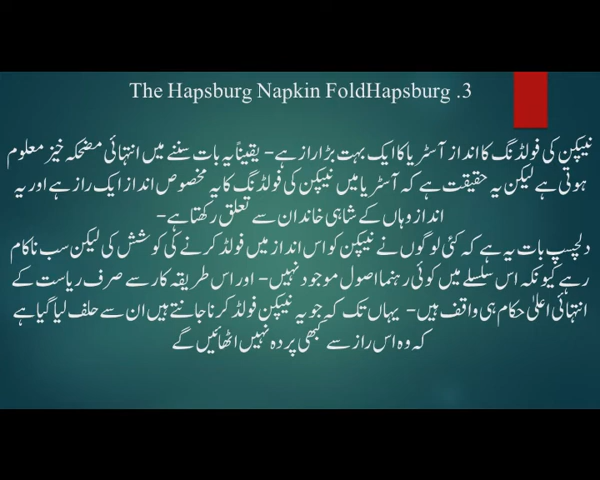 The Hapsburg Napkin FoldHapsburg .3
نیپکن کی فولڈنگ کا انداز آسٹریا کا ایک بہت بڑا راز ہے- یقیناً یہ بات سننے میں انتہائی مضحکہ خیز معلوم
ہوتی ہے لیکن یہ حقیقت ہے کہ آسٹریا میں نیپکن کی فولڈنگ کا یہ مخصوص انداز ایک راز ہے اور یہ
انداز وہاں کے شاہی خاندان سے تعلق رکھتا ہے-
دلچسپ بات یہ ہے کہ کئی لوگوں نے نیپکن کو اس انداز میں فولڈ کرنے کی کوشش کی لیکن سب ناکام
رہے کیونکہ اس سلسلے میں کوئی رہنما اصول موجود نہیں- اور اس طریقہ کار سے صرف ریاست کے
انتہائی اعلیٰ حکام ہی واقف ہیں- یہاں تک کہ جو یہ نیپکن فولڈ کرنا جانتے ہیں ان سے حلف لیا گیا ہے
کہ وہ اس راز سے کبھی پردہ نہیں اٹھائیں گے